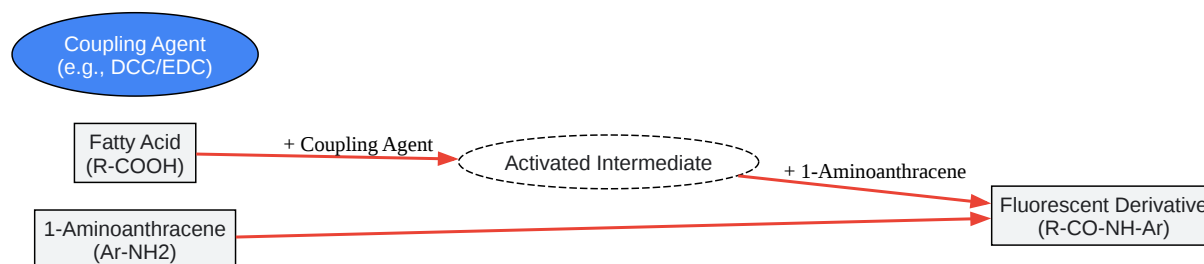 Coupling Agent
(e.g., DCC/EDC)
Fatty Acid
(R-COOH)
+ Coupling Agent
Activated Intermediate
+ 1-Aminoanthracene
1-Aminoanthracene
(Ar-NH2)
Fluorescent Derivative
(R-CO-NH-Ar)